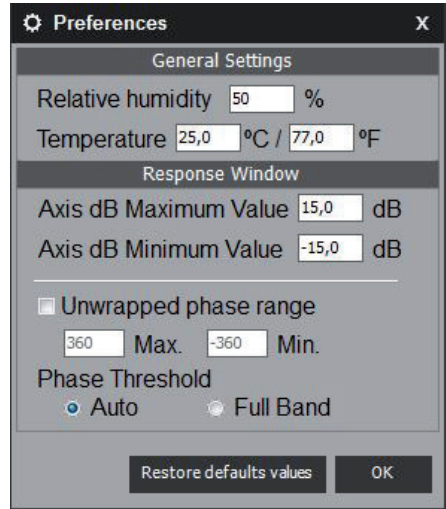 Preferences X
General Settings
Relative humidity 50 %
Temperature 25,0 ºC / 77,0 ºF
Response Window
Axis dB Maximum Value 15,0 dB
Axis dB Minimum Value -15,0 dB
Unwrapped phase range
360 Max. -360 Min.
Phase Threshold
Auto Full Band
Restore defaults values OK